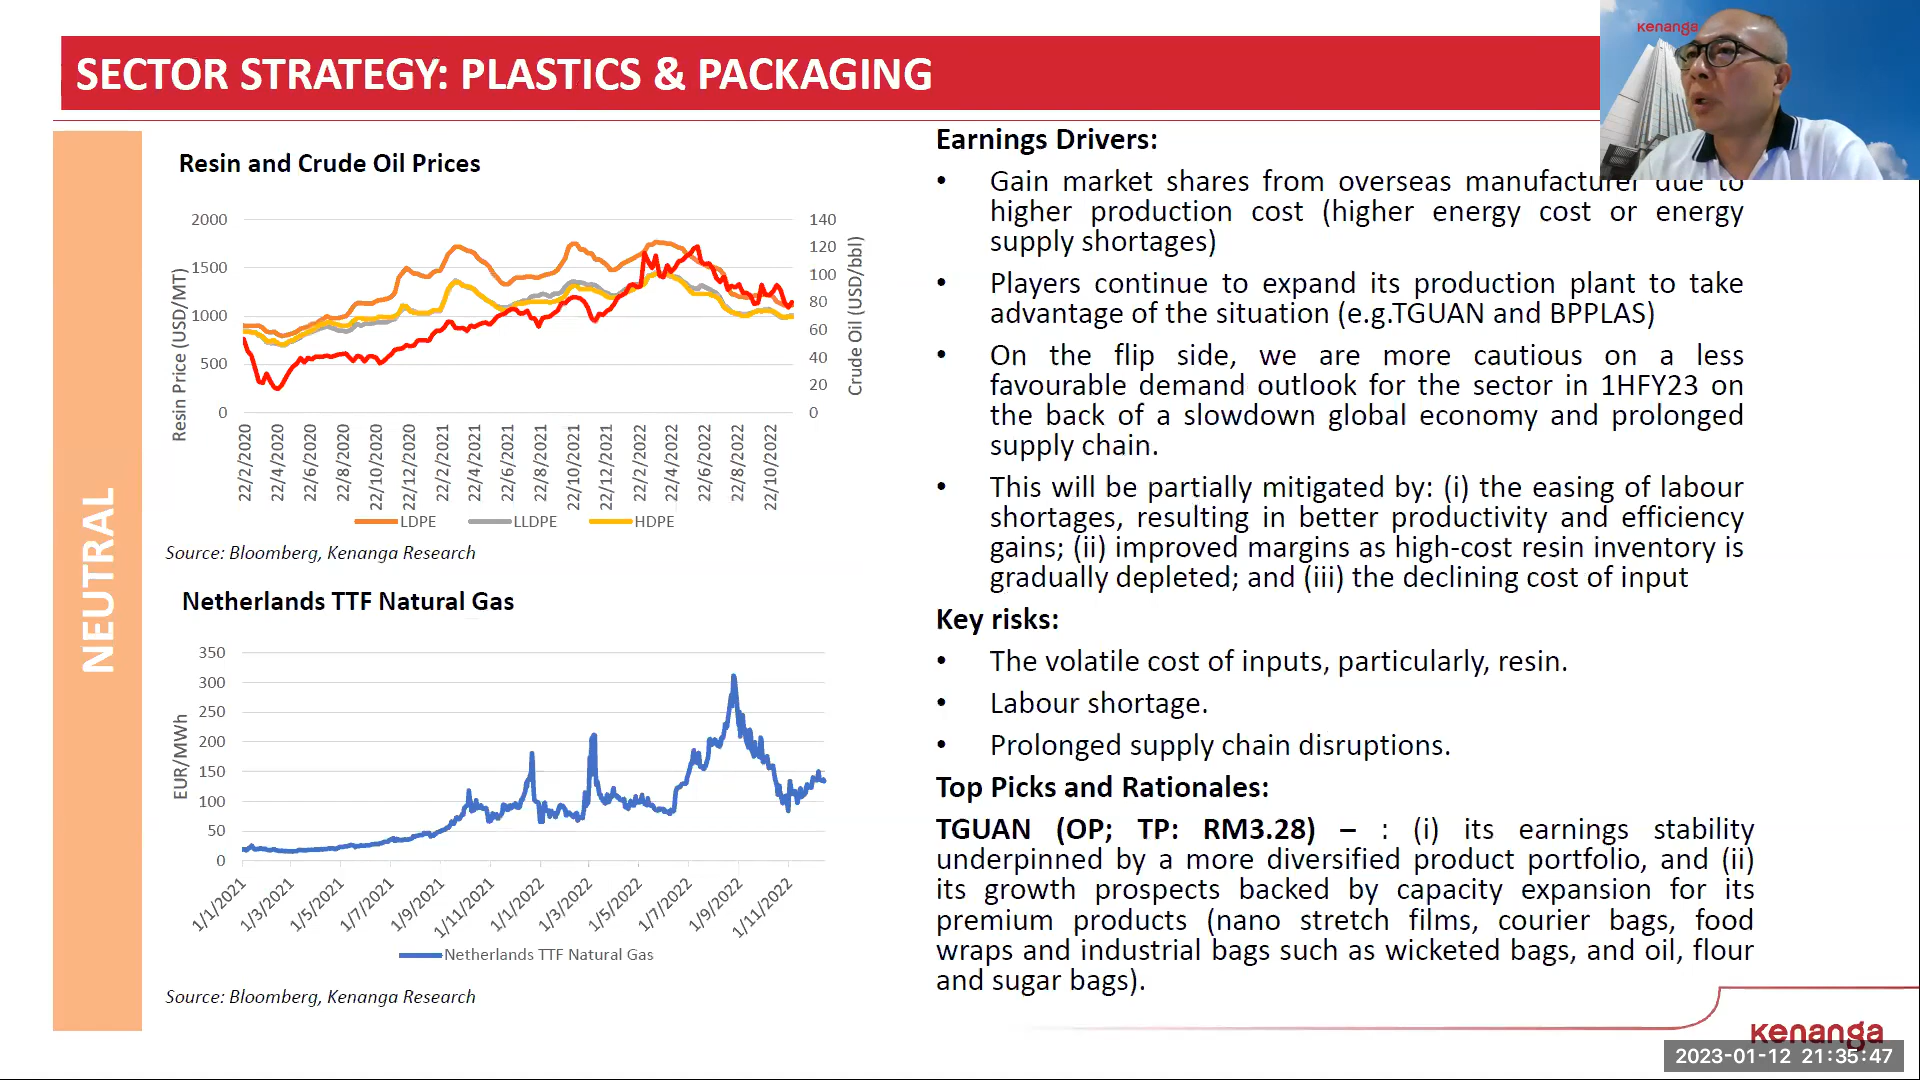 Kenanga
SECTOR STRATEGY: PLASTICS & PACKAGING
NEUTRAL
Resin and Crude Oil Prices
2000
1500
1000
500
0
Resin Price (USD/MT)
140
120
100
80
60
40
20
0
Crude Oil (USD/bbl)
22/2/2020
22/4/2020
22/6/2020
22/8/2020
22/10/2020
22/12/2020
22/2/2021
22/4/2021
22/6/2021
22/8/2021
22/10/2021
22/12/2021
22/2/2022
22/4/2022
22/6/2022
22/8/2022
22/10/2022
LDPE LLDPE HDPE
Source: Bloomberg, Kenanga Research
Netherlands TTF Natural Gas
350
300
250
200
150
100
50
0
EUR/MWh
1/1/2021
1/3/2021
1/5/2021
1/7/2021
1/9/2021
1/11/2021
1/1/2022
1/3/2022
1/5/2022
1/7/2022
1/9/2022
1/11/2022
Netherlands TTF Natural Gas
Source: Bloomberg, Kenanga Research
Earnings Drivers:
• Gain market shares from overseas manufacturer due to
higher production cost (higher energy cost or energy
supply shortages)
• Players continue to expand its production plant to take
advantage of the situation (e.g.TGUAN and BPPLAS)
• On the flip side, we are more cautious on a less
favourable demand outlook for the sector in 1HFY23 on
the back of a slowdown global economy and prolonged
supply chain.
• This will be partially mitigated by: (i) the easing of labour
shortages, resulting in better productivity and efficiency
gains; (ii) improved margins as high-cost resin inventory is
gradually depleted; and (iii) the declining cost of input
Key risks:
• The volatile cost of inputs, particularly, resin.
• Labour shortage.
• Prolonged supply chain disruptions.
Top Picks and Rationales:
TGUAN (OP; TP: RM3.28) – : (i) its earnings stability
underpinned by a more diversified product portfolio, and (ii)
its growth prospects backed by capacity expansion for its
premium products (nano stretch films, courier bags, food
wraps and industrial bags such as wicketed bags, and oil, flour
and sugar bags).
kenanga
2023-01-12 21:35:47